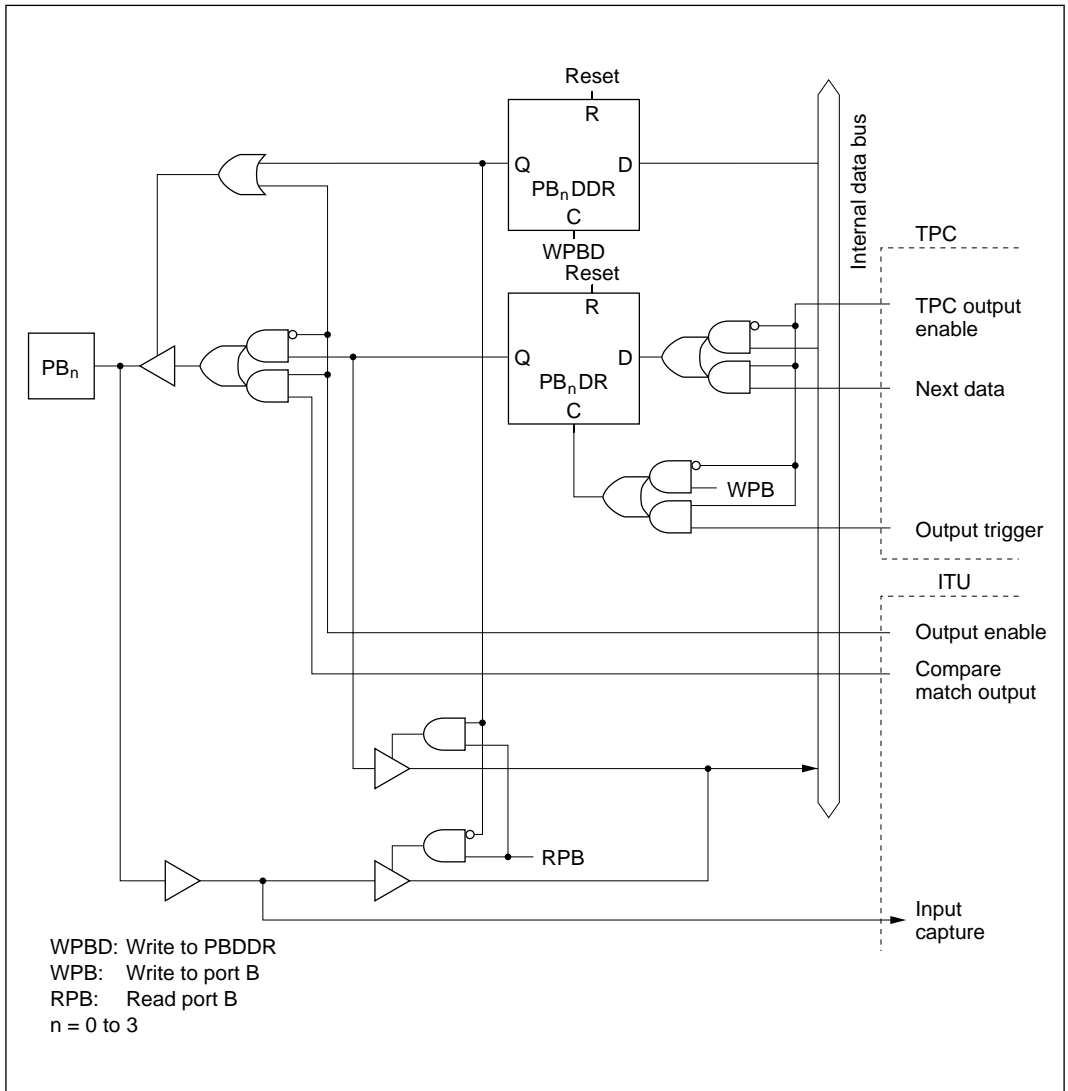 Reset
R
Q
D
PBnDDR
C
WPBD
Internal data bus
TPC
Reset
R
TPC output
enable
PBn
Q
D
PBnDR
C
Next data
WPB
Output trigger
ITU
Output enable
Compare
match output
RPB
Input
capture
WPBD: Write to PBDDR
WPB: Write to port B
RPB: Read port B
n = 0 to 3